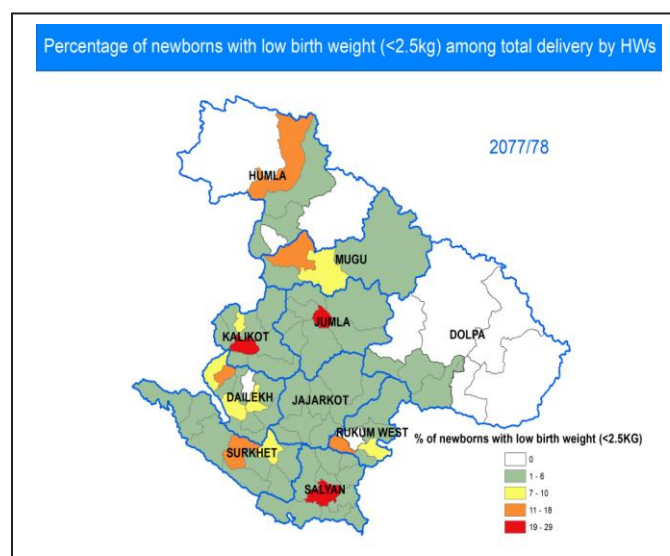 Percentage of newborns with low birth weight (<2.5kg) among total delivery by HWs
2077/78
HUMLA
MUGU
JUMLA
DOLPA
KALIKOT
DAILEKH
JAJARKOT
RUKUM WEST
SURKHET
SALYAN
% of newborns with low birth weight (<2.5KG)
0
1 - 6
7 - 10
11 - 18
19 - 29